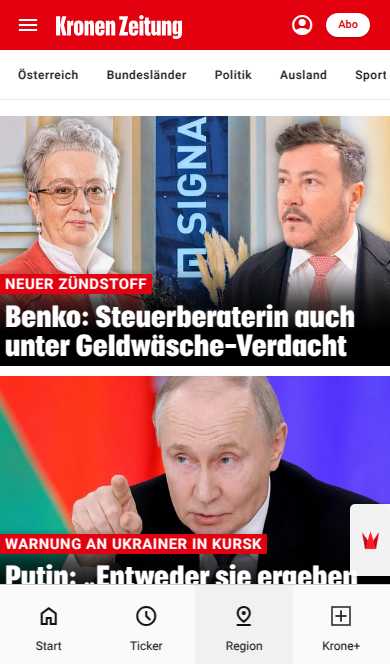 Kronen Zeitung
Abo
Österreich Bundesländer Politik Ausland Sport
SIGNA
NEUER ZÜNDSTOFF
Benko: Steuerberaterin auch
unter Geldwäsche-Verdacht
WARNUNG AN UKRAINER IN KURSK
Putin: „Entweder sie ergeben
Start Ticker Region Krone+